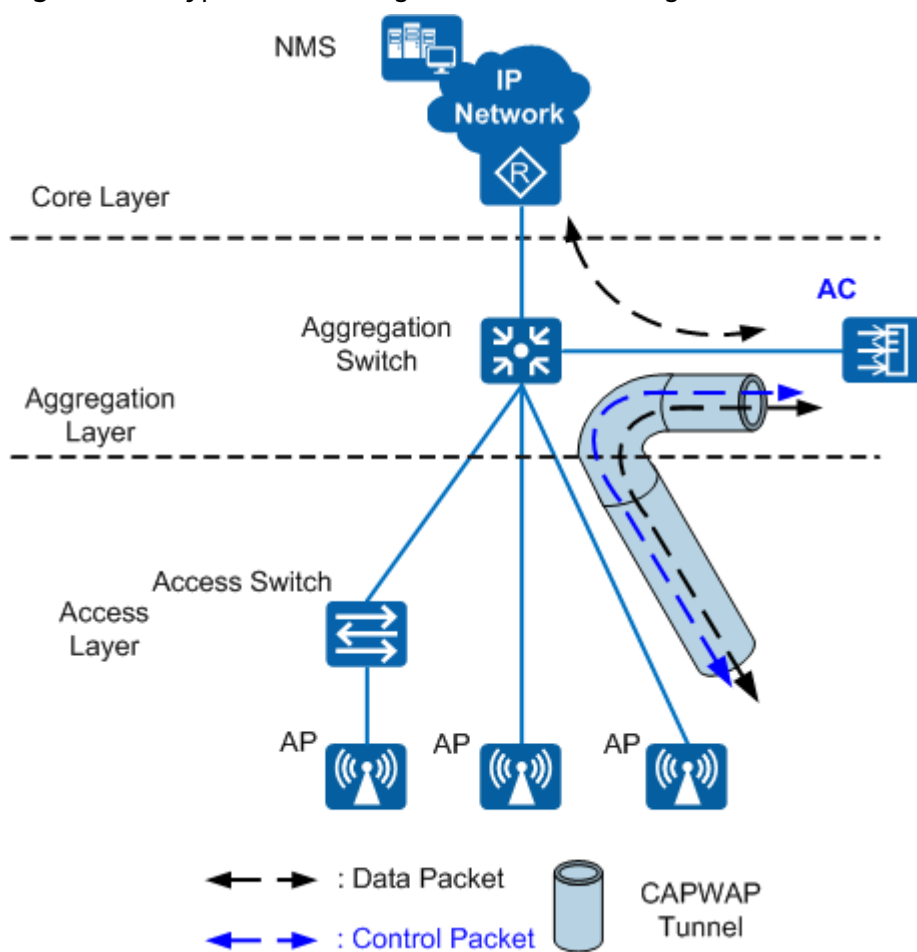 NMS
IP
Network
R
Core Layer
AC
Aggregation
Switch
Aggregation
Layer
Access Switch
Access
Layer
AP
AP
AP
: Data Packet
CAPWAP
Tunnel
: Control Packet